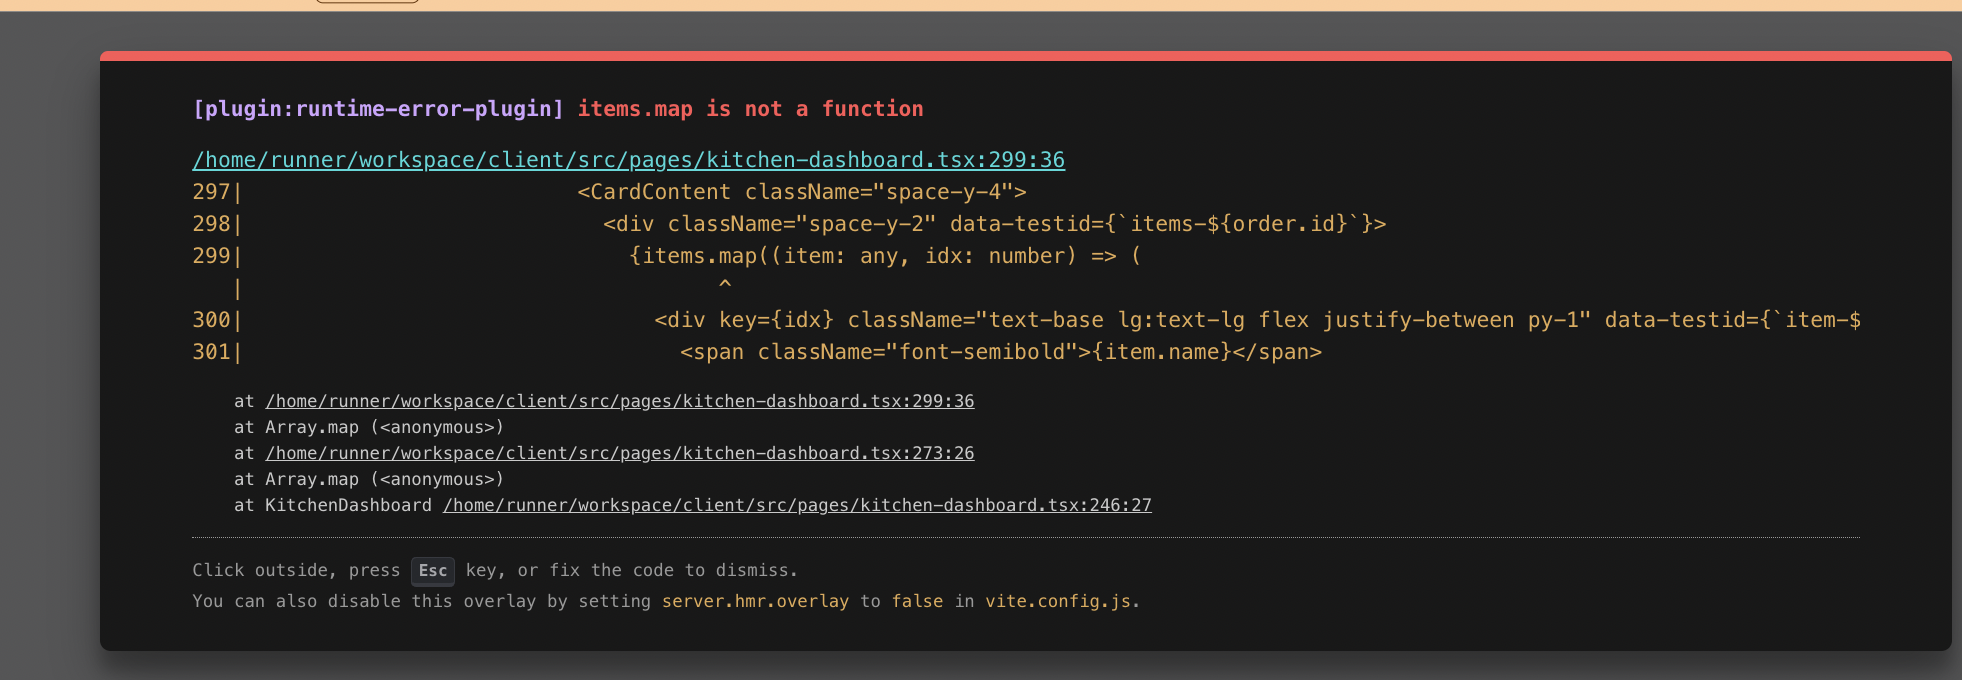 [plugin:runtime-error-plugin] items.map is not a function
/home/runner/workspace/client/src/pages/kitchen-dashboard.tsx:299:36
297|                          <CardContent className="space-y-4">
298|                            <div className="space-y-2" data-testid={`items-${order.id}`}>
299|                              {items.map((item: any, idx: number) => (
   |                                     ^
300|                                <div key={idx} className="text-base lg:text-lg flex justify-between py-1" data-testid={`item-$
301|                                  <span className="font-semibold">{item.name}</span>
at /home/runner/workspace/client/src/pages/kitchen-dashboard.tsx:299:36
at Array.map (<anonymous>)
at /home/runner/workspace/client/src/pages/kitchen-dashboard.tsx:273:26
at Array.map (<anonymous>)
at KitchenDashboard /home/runner/workspace/client/src/pages/kitchen-dashboard.tsx:246:27
Click outside, press Esc key, or fix the code to dismiss.
You can also disable this overlay by setting server.hmr.overlay to false in vite.config.js.